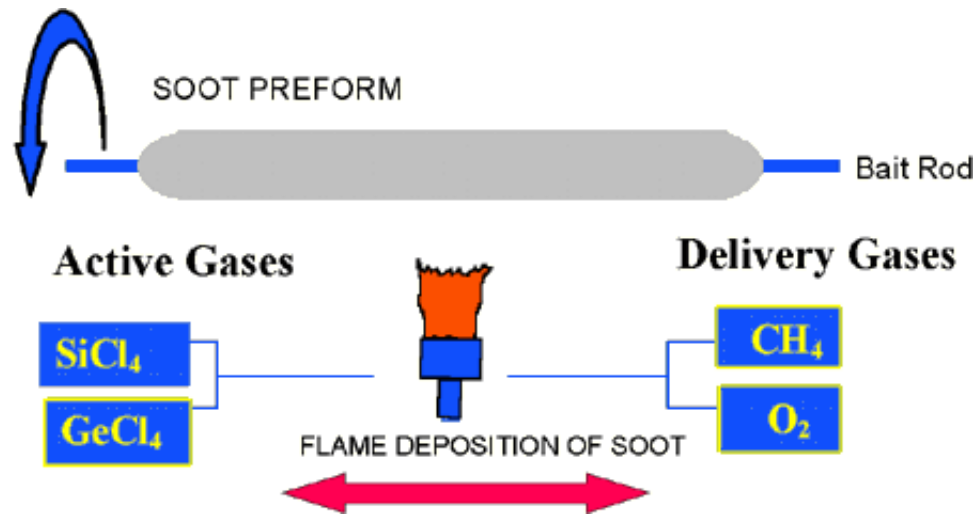 SOOT PREFORM
Bait Rod
Active Gases
Delivery Gases
SiCl₄
GeCl₄
CH₄
O₂
FLAME DEPOSITION OF SOOT